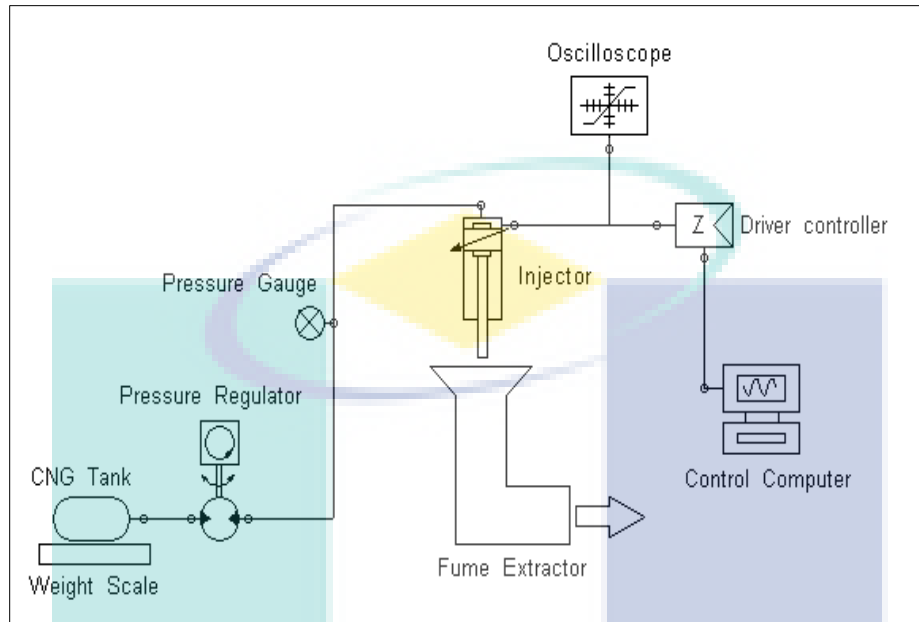 Oscilloscope
Z
Driver controller
Injector
Pressure Gauge
Pressure Regulator
CNG Tank
Control Computer
Fume Extractor
Weight Scale